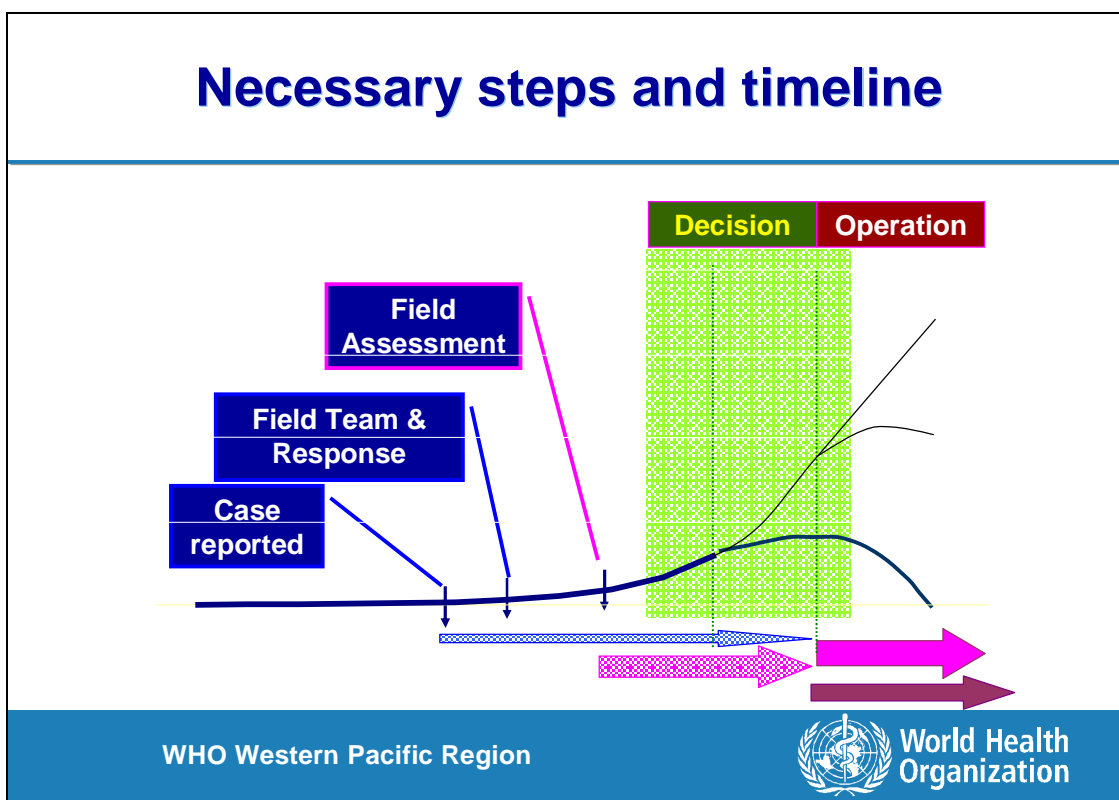 Necessary steps and timeline
Decision
Operation
Field
Assessment
Field Team &
Response
Case
reported
WHO Western Pacific Region
World Health
Organization